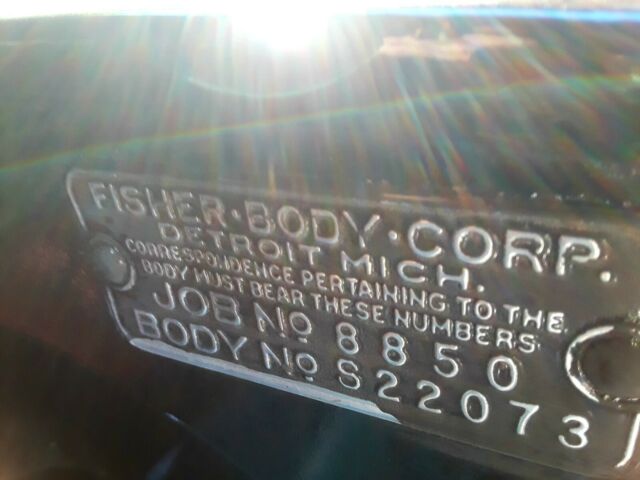 FISHER·BODY·CORP.
DETROIT MICH.
CORRESPONDENCE PERTAINING TO THE
BODY MUST BEAR THESE NUMBERS
JOB No 8850
BODY No S22073